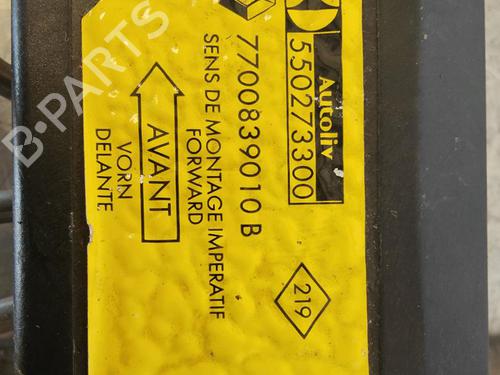 Autoliv
550273300
7700839010 B
SENS DE MONTAGE IMPERATIF
FORWARD
AVANT
VORN
DELANTE
219
B-PARTS